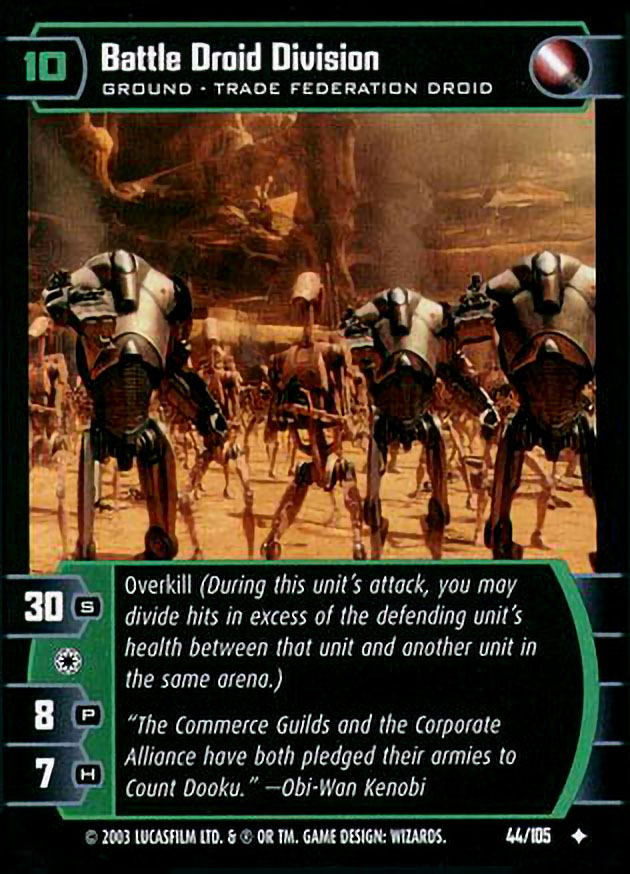 10
Battle Droid Division
GROUND · TRADE FEDERATION DROID
30 S
Overkill (During this unit's attack, you may
divide hits in excess of the defending unit's
health between that unit and another unit in
the same arena.)
8 P
7 H
"The Commerce Guilds and the Corporate
Alliance have both pledged their armies to
Count Dooku." —Obi-Wan Kenobi
© 2003 LUCASFILM LTD. & ® OR TM. GAME DESIGN: WIZARDS. 44/105